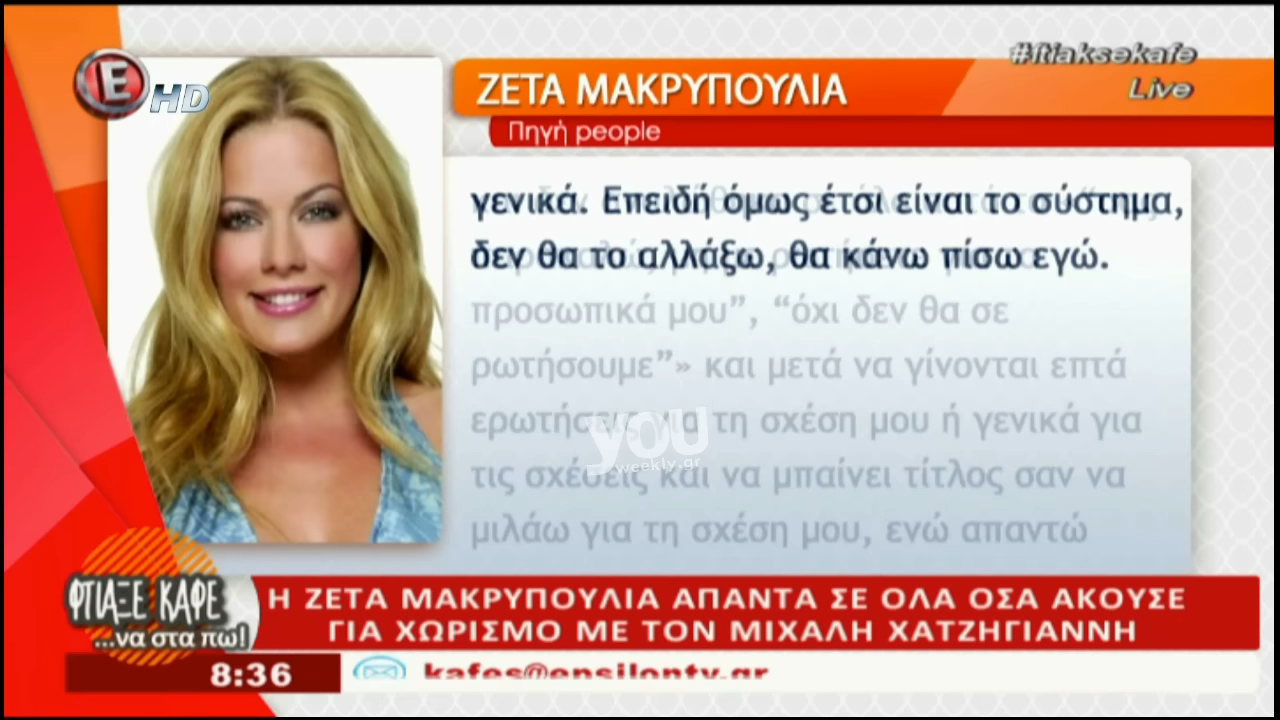 E HD
#ftiaksekafe
Live
ΖΕΤΑ ΜΑΚΡΥΠΟΥΛΙΑ
Πηγή people
γενικά. Επειδή όμως έτσι είναι το σύστημα,
δεν θα το αλλάξω, θα κάνω πίσω εγώ.
προσωπικά μου”, “όχι δεν θα σε
ρωτήσουμε”» και μετά να γίνονται επτά
ερωτήσεις για τη σχέση μου ή γενικά για
τις σχέσεις και να μπαίνει τίτλος σαν να
μιλάω για τη σχέση μου, ενώ απαντώ
you
weekly.gr
ΦΤΙΑΞΕ ΚΑΦΕ
...να στα πω!
Η ΖΕΤΑ ΜΑΚΡΥΠΟΥΛΙΑ ΑΠΑΝΤΑ ΣΕ ΟΛΑ ΟΣΑ ΑΚΟΥΣΕ
ΓΙΑ ΧΩΡΙΣΜΟ ΜΕ ΤΟΝ ΜΙΧΑΛΗ ΧΑΤΖΗΓΙΑΝΝΗ
8:36
kafes@epsilontv.gr